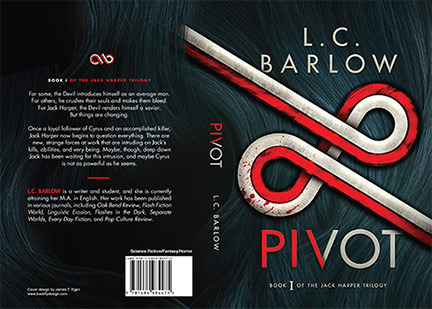 BOOK I OF THE JACK HARPER TRILOGY
For some, the Devil introduces himself as an average man.
For others, he crushes their souls and makes them bleed.
For Jack Harper, the Devil renders himself a savior.
But things are changing.
Once a loyal follower of Cyrus and an accomplished killer,
Jack Harper now begins to question everything. There are
new, strange forces at work that are intruding on Jack's
kills, abilities, and very being. Maybe, though, deep down
Jack has been waiting for this intrusion, and maybe Cyrus
is not as powerful as he seems.
L.C. BARLOW is a writer and student, and she is currently
attaining her M.A. in English. Her work has been published
in various journals, including Oak Bend Review, Flash Fiction
World, Linguistic Erosion, Flashes in the Dark, Separate
Worlds, Every Day Fiction, and Pop Culture Review.
Cover design by James T. Egan
www.bookflydesign.com
Science Fiction/Fantasy/Horror
PIVOT
L.C. BARLOW
L.C.
BARLOW
PIVOT
BOOK I OF THE JACK HARPER TRILOGY